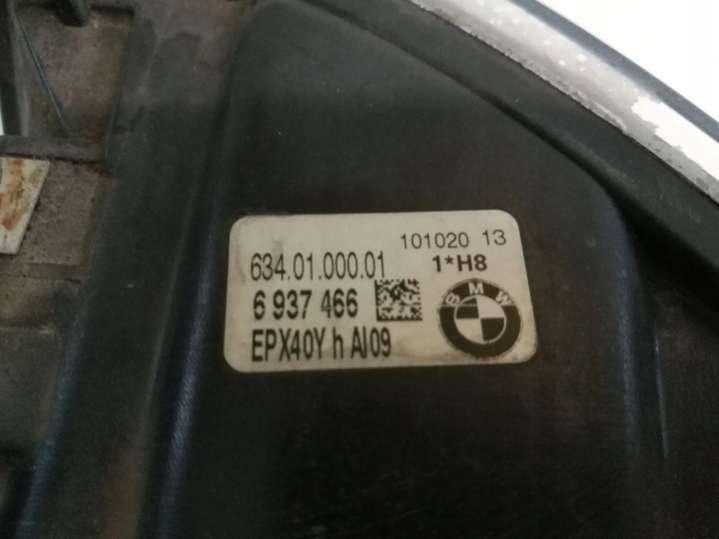 101020 13
634.01.000.01
1*H8
6 937 466
BMW
EPX40Y h AI09